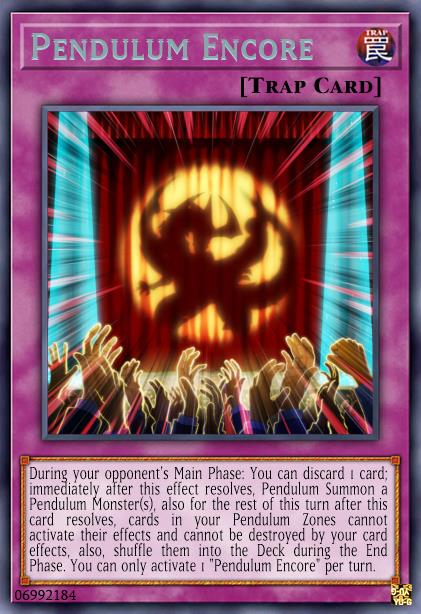 Pendulum Encore
TRAP
罠
[Trap Card]
During your opponent's Main Phase: You can discard 1 card;
immediately after this effect resolves, Pendulum Summon a
Pendulum Monster(s), also for the rest of this turn after this
card resolves, cards in your Pendulum Zones cannot
activate their effects and cannot be destroyed by your card
effects, also, shuffle them into the Deck during the End
Phase. You can only activate 1 "Pendulum Encore" per turn.
06992184